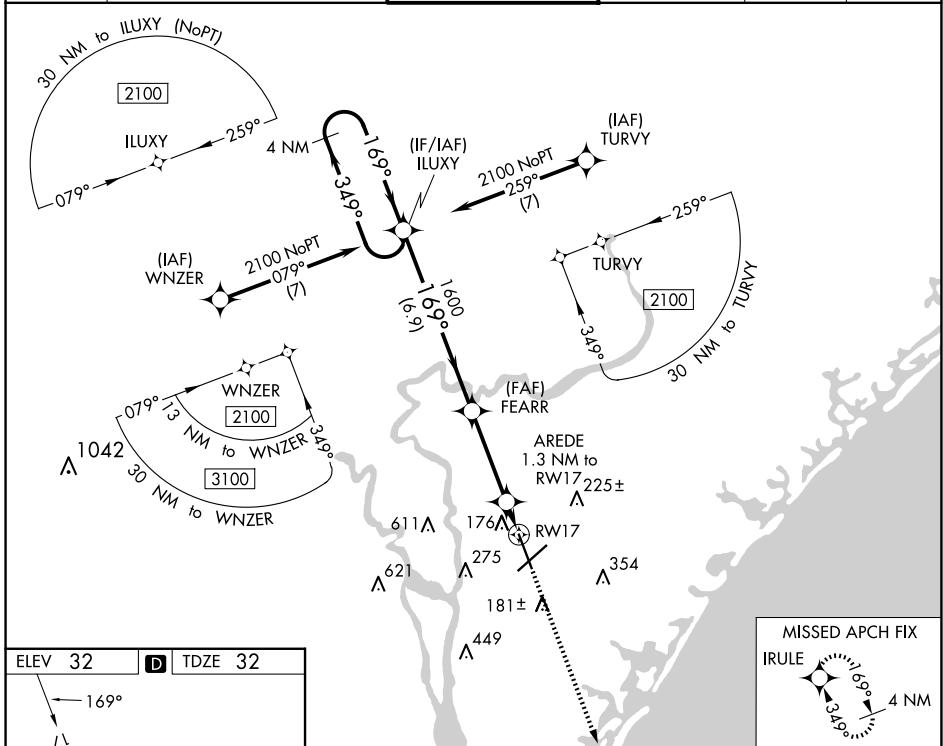 30 NM to ILUXY (NoPT)
2100
ILUXY
259°
079°
4 NM
169°
349°
(IF/IAF)
ILUXY
(IAF)
TURVY
2100 NoPT
259°
(7)
(IAF)
WNZER
2100 NoPT
079°
(7)
1600
169°
(6.9)
259°
TURVY
2100
349°
30 NM to TURVY
(FAF)
FEARR
079°
WNZER
2100
13 NM to WNZER
349°
3100
30 NM to WNZER
1042
AREDE
1.3 NM to
RW17
225±
611
176
RW17
275
621
354
181±
449
MISSED APCH FIX
IRULE
169°
349°
4 NM
ELEV 32
D
TDZE 32
169°